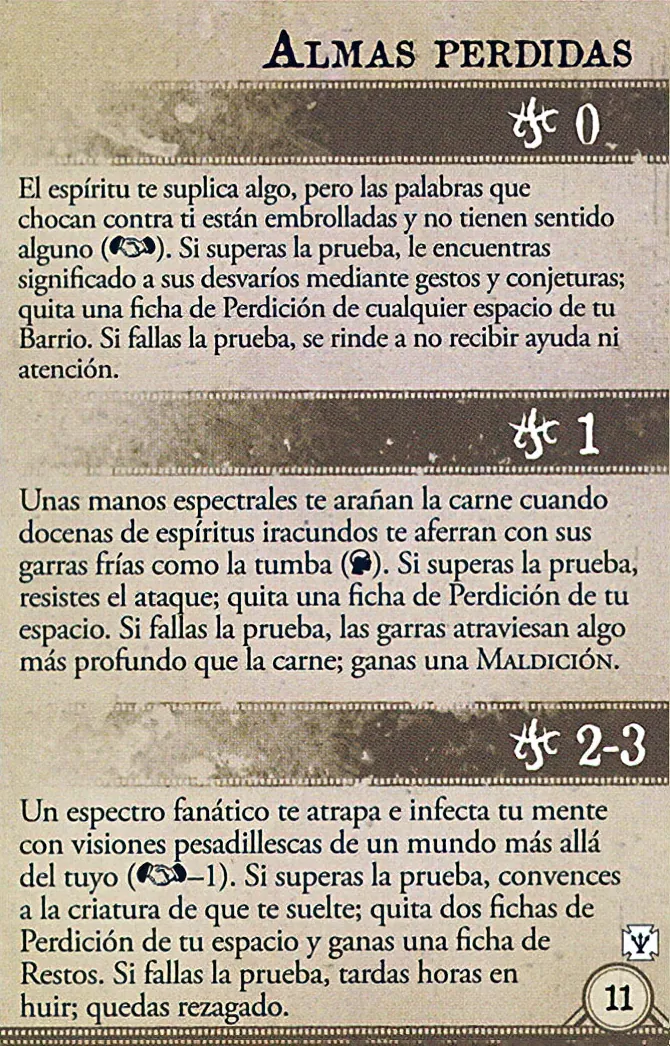 ALMAS PERDIDAS
0
El espíritu te suplica algo, pero las palabras que
chocan contra ti están embrolladas y no tienen sentido
alguno (). Si superas la prueba, le encuentras
significado a sus desvaríos mediante gestos y conjeturas;
quita una ficha de Perdición de cualquier espacio de tu
Barrio. Si fallas la prueba, se rinde a no recibir ayuda ni
atención.
1
Unas manos espectrales te arañan la carne cuando
docenas de espíritus iracundos te aferran con sus
garras frías como la tumba (). Si superas la prueba,
resistes el ataque; quita una ficha de Perdición de tu
espacio. Si fallas la prueba, las garras atraviesan algo
más profundo que la carne; ganas una MALDICIÓN.
2-3
Un espectro fanático te atrapa e infecta tu mente
con visiones pesadillescas de un mundo más allá
del tuyo (–1). Si superas la prueba, convences
a la criatura de que te suelte; quita dos fichas de
Perdición de tu espacio y ganas una ficha de
Restos. Si fallas la prueba, tardas horas en
huir; quedas rezagado.
11